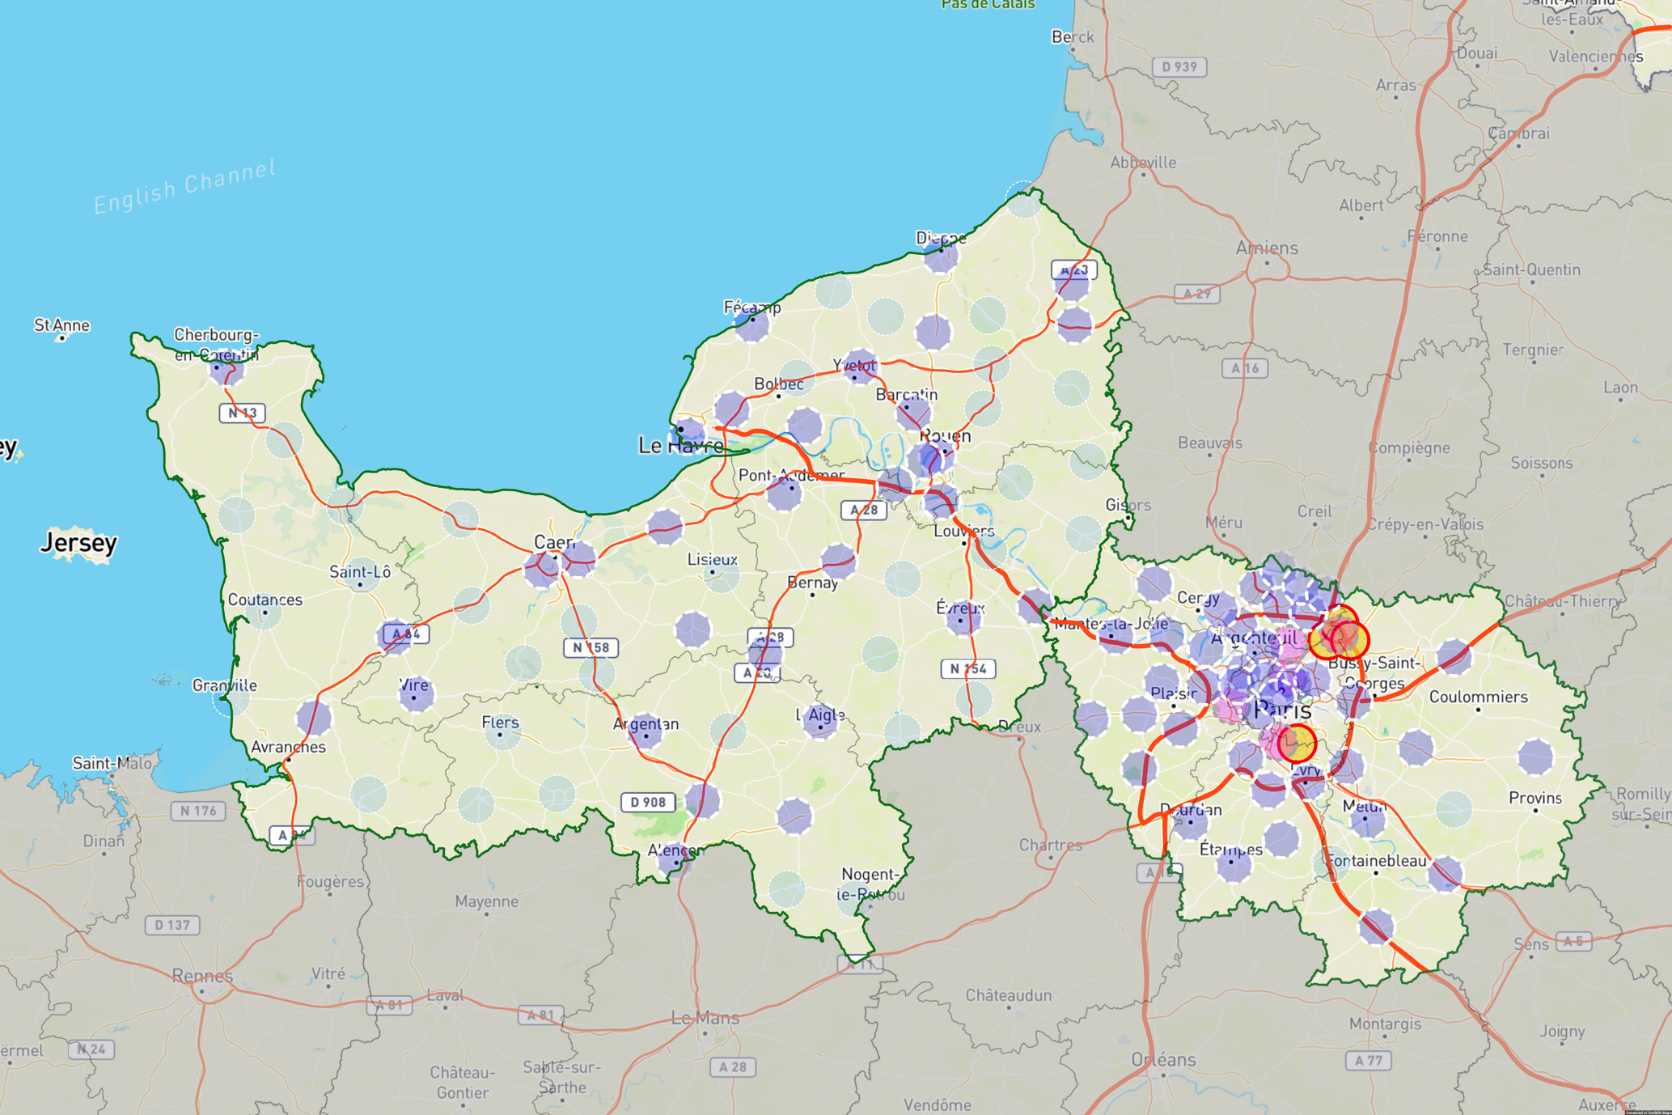 Pas de Calais
les-Eaux
Berck
Douai
Valenciennes
D 939
Arras
Cambrai
Abbeville
English Channel
Albert
Péronne
Dieppe
Amiens
Saint-Quentin
A 29
Fécamp
St Anne
Cherbourg-
en-Cotentin
Tergnier
Yvetot
A 16
Bolbec
Laon
Barentin
N 13
Rouen
Le Havre
Beauvais
Compiègne
Soissons
Pont-Audemer
Gisors
A 28
Creil
Méru
Crépy-en-Valois
Louviers
Jersey
Caen
Lisieux
Saint-Lô
Bernay
Coutances
Cergy
Évreux
Château-Thierry
Mantes-la-Jolie
A 84
A 28
Argenteuil
N 158
Bussy-Saint-
Georges
N 154
Granville
Vire
Plaisir
Coulommiers
Paris
L'Aigle
Flers
Argentan
Dreux
Avranches
Saint-Malo
Evry
D 908
Provins
Romilly-
sur-Sein
N 176
Dourdan
Melun
Dinan
Étampes
Alençon
Chartres
Fontainebleau
Nogent-
le-Rotrou
Fougères
Mayenne
D 137
Sens
A 5
A 11
Rennes
Vitré
Laval
Châteaudun
A 81
A 81
Le Mans
Montargis
Joigny
N 24
Orléans
A 77
A 28
Château-
Gontier
Sablé-sur-
Sarthe
Vendôme
Auxerre